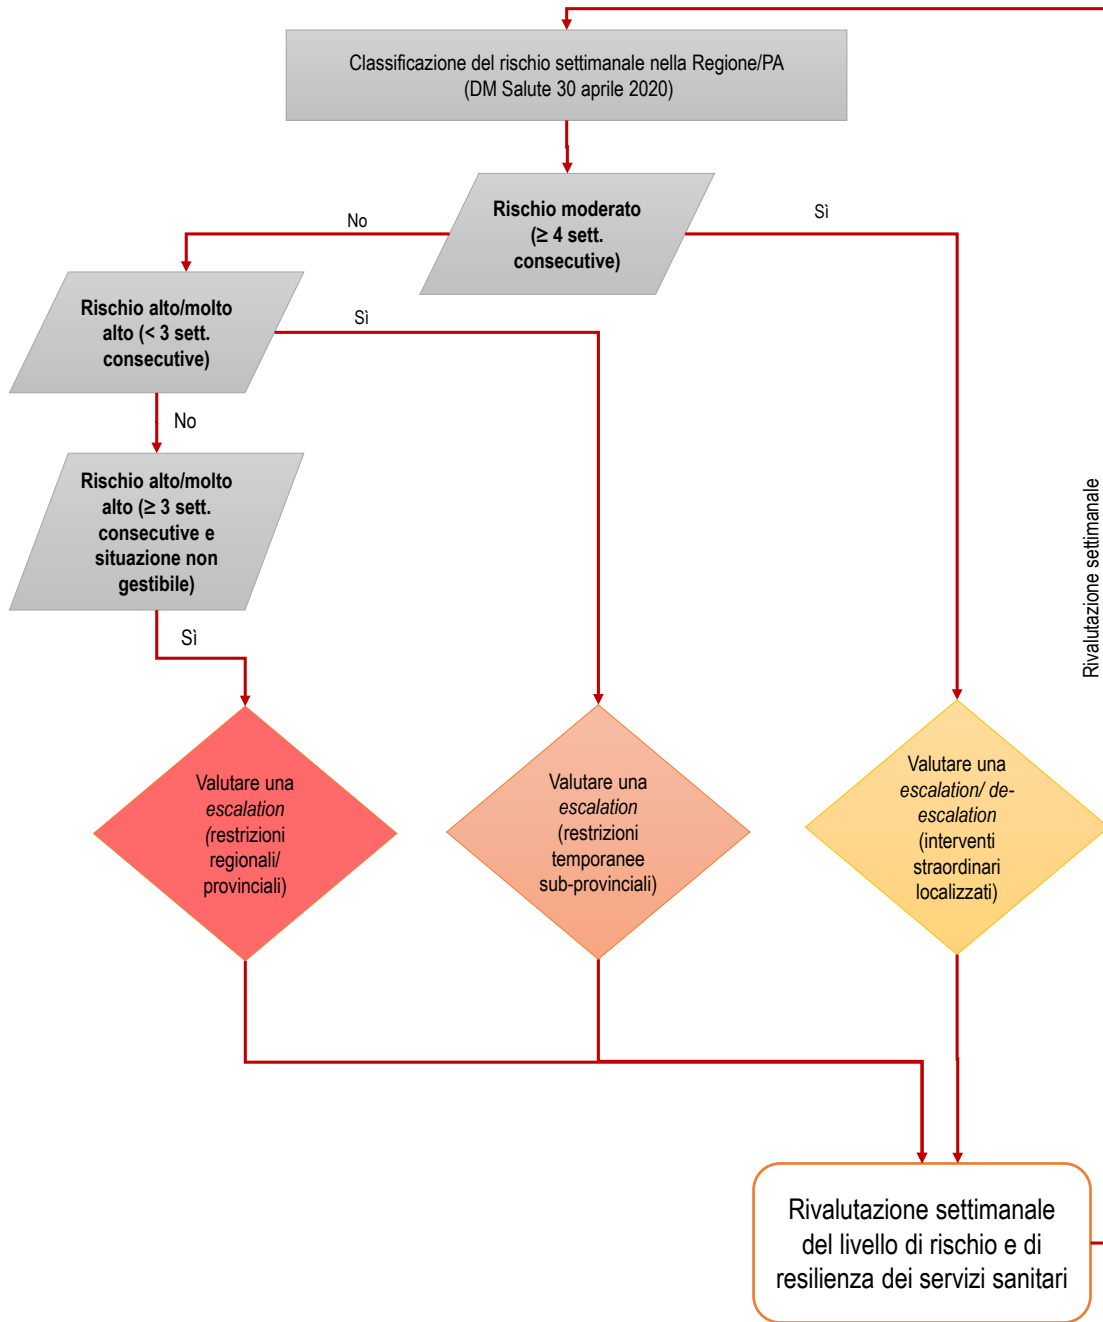 Classificazione del rischio settimanale nella Regione/PA
(DM Salute 30 aprile 2020)
Rischio moderato
(≥ 4 sett.
consecutive)
No
Sì
Rischio alto/molto
alto (< 3 sett.
consecutive)
Sì
No
Rischio alto/molto
alto (≥ 3 sett.
consecutive e
situazione non
gestibile)
Sì
Rivalutazione settimanale
Valutare una
escalation
(restrizioni
regionali/
provinciali)
Valutare una
escalation
(restrizioni
temporanee
sub-provinciali)
Valutare una
escalation/ de-
escalation
(interventi
straordinari
localizzati)
Rivalutazione settimanale
del livello di rischio e di
resilienza dei servizi sanitari